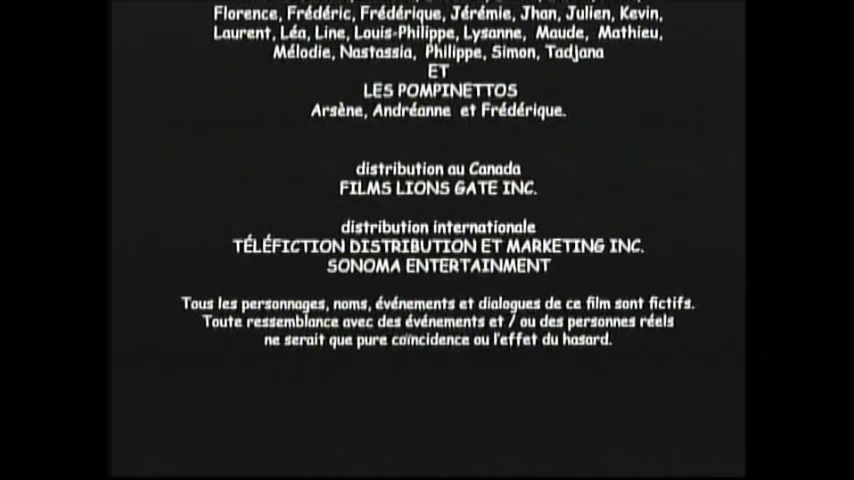 Florence, Frédéric, Frédérique, Jérémie, Jhan, Julien, Kevin,
Laurent, Léa, Line, Louis-Philippe, Lysanne, Maude, Mathieu,
Mélodie, Nastassia, Philippe, Simon, Tadjana
ET
LES POMPINETTOS
Arsène, Andréanne et Frédérique.
distribution au Canada
FILMS LIONS GATE INC.
distribution internationale
TÉLÉFICTION DISTRIBUTION ET MARKETING INC.
SONOMA ENTERTAINMENT
Tous les personnages, noms, événements et dialogues de ce film sont fictifs.
Toute ressemblance avec des événements et / ou des personnes réels
ne serait que pure coïncidence ou l'effet du hasard.